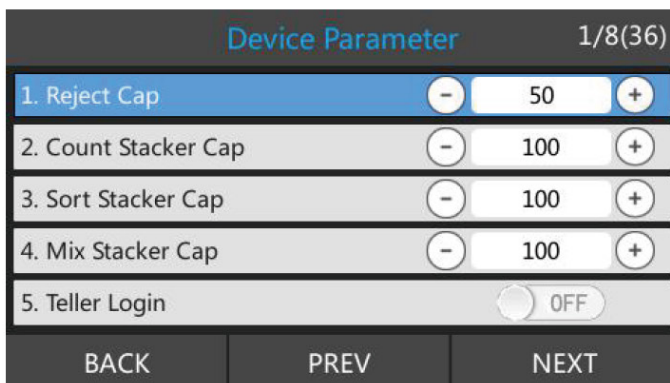 Device Parameter 1/8(36)
1. Reject Cap - 50 +
2. Count Stacker Cap - 100 +
3. Sort Stacker Cap - 100 +
4. Mix Stacker Cap - 100 +
5. Teller Login OFF
BACK PREV NEXT